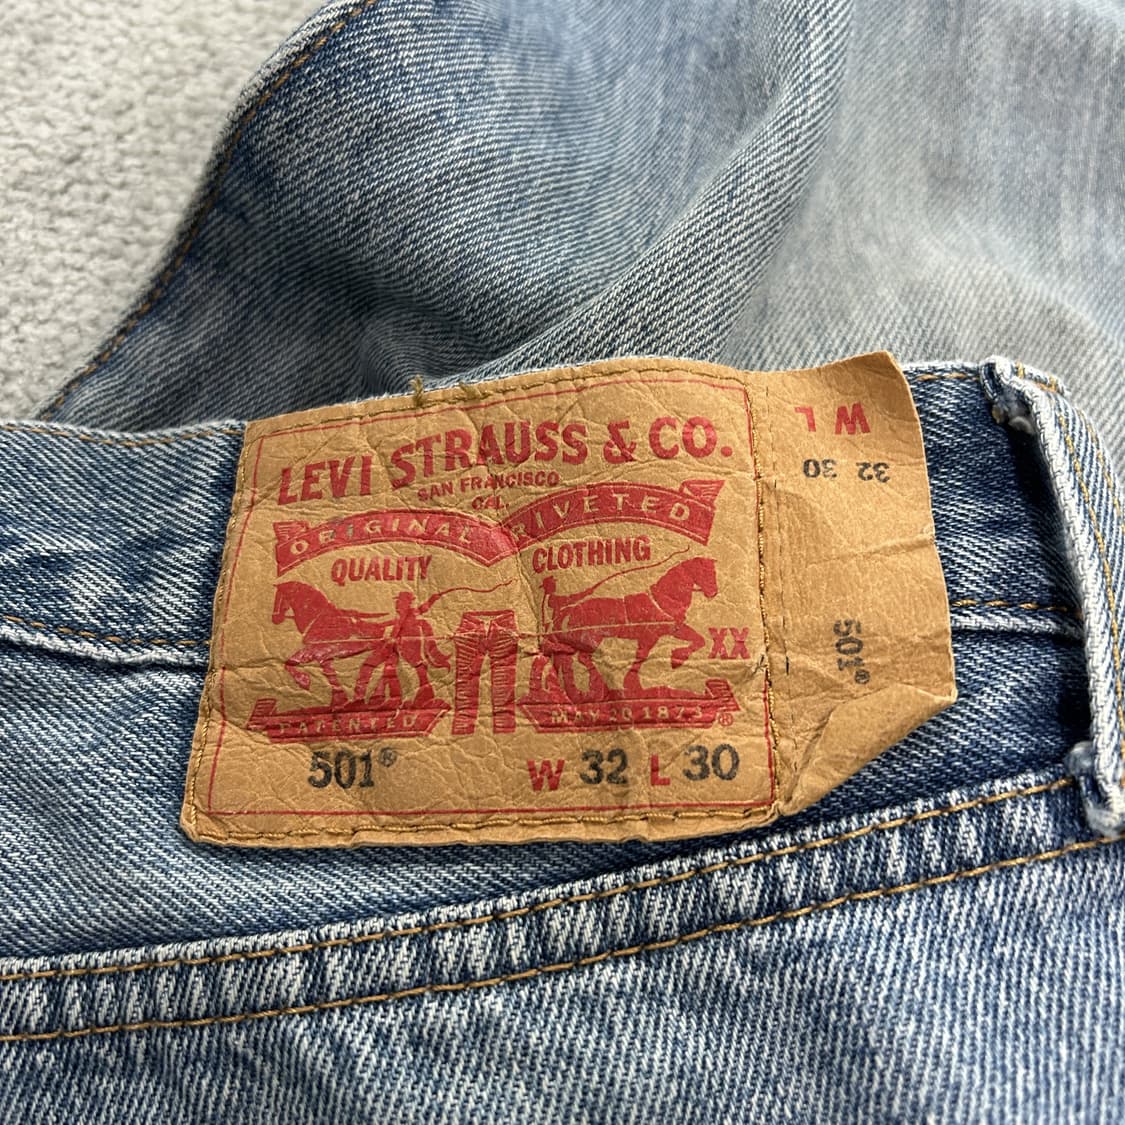 LEVI STRAUSS & CO.
SAN FRANCISCO
CAL.
ORIGINAL RIVETED
QUALITY CLOTHING
XX
PATENTED MAY 20 1873 ®
501® W 32 L 30
W L
32 30
501®